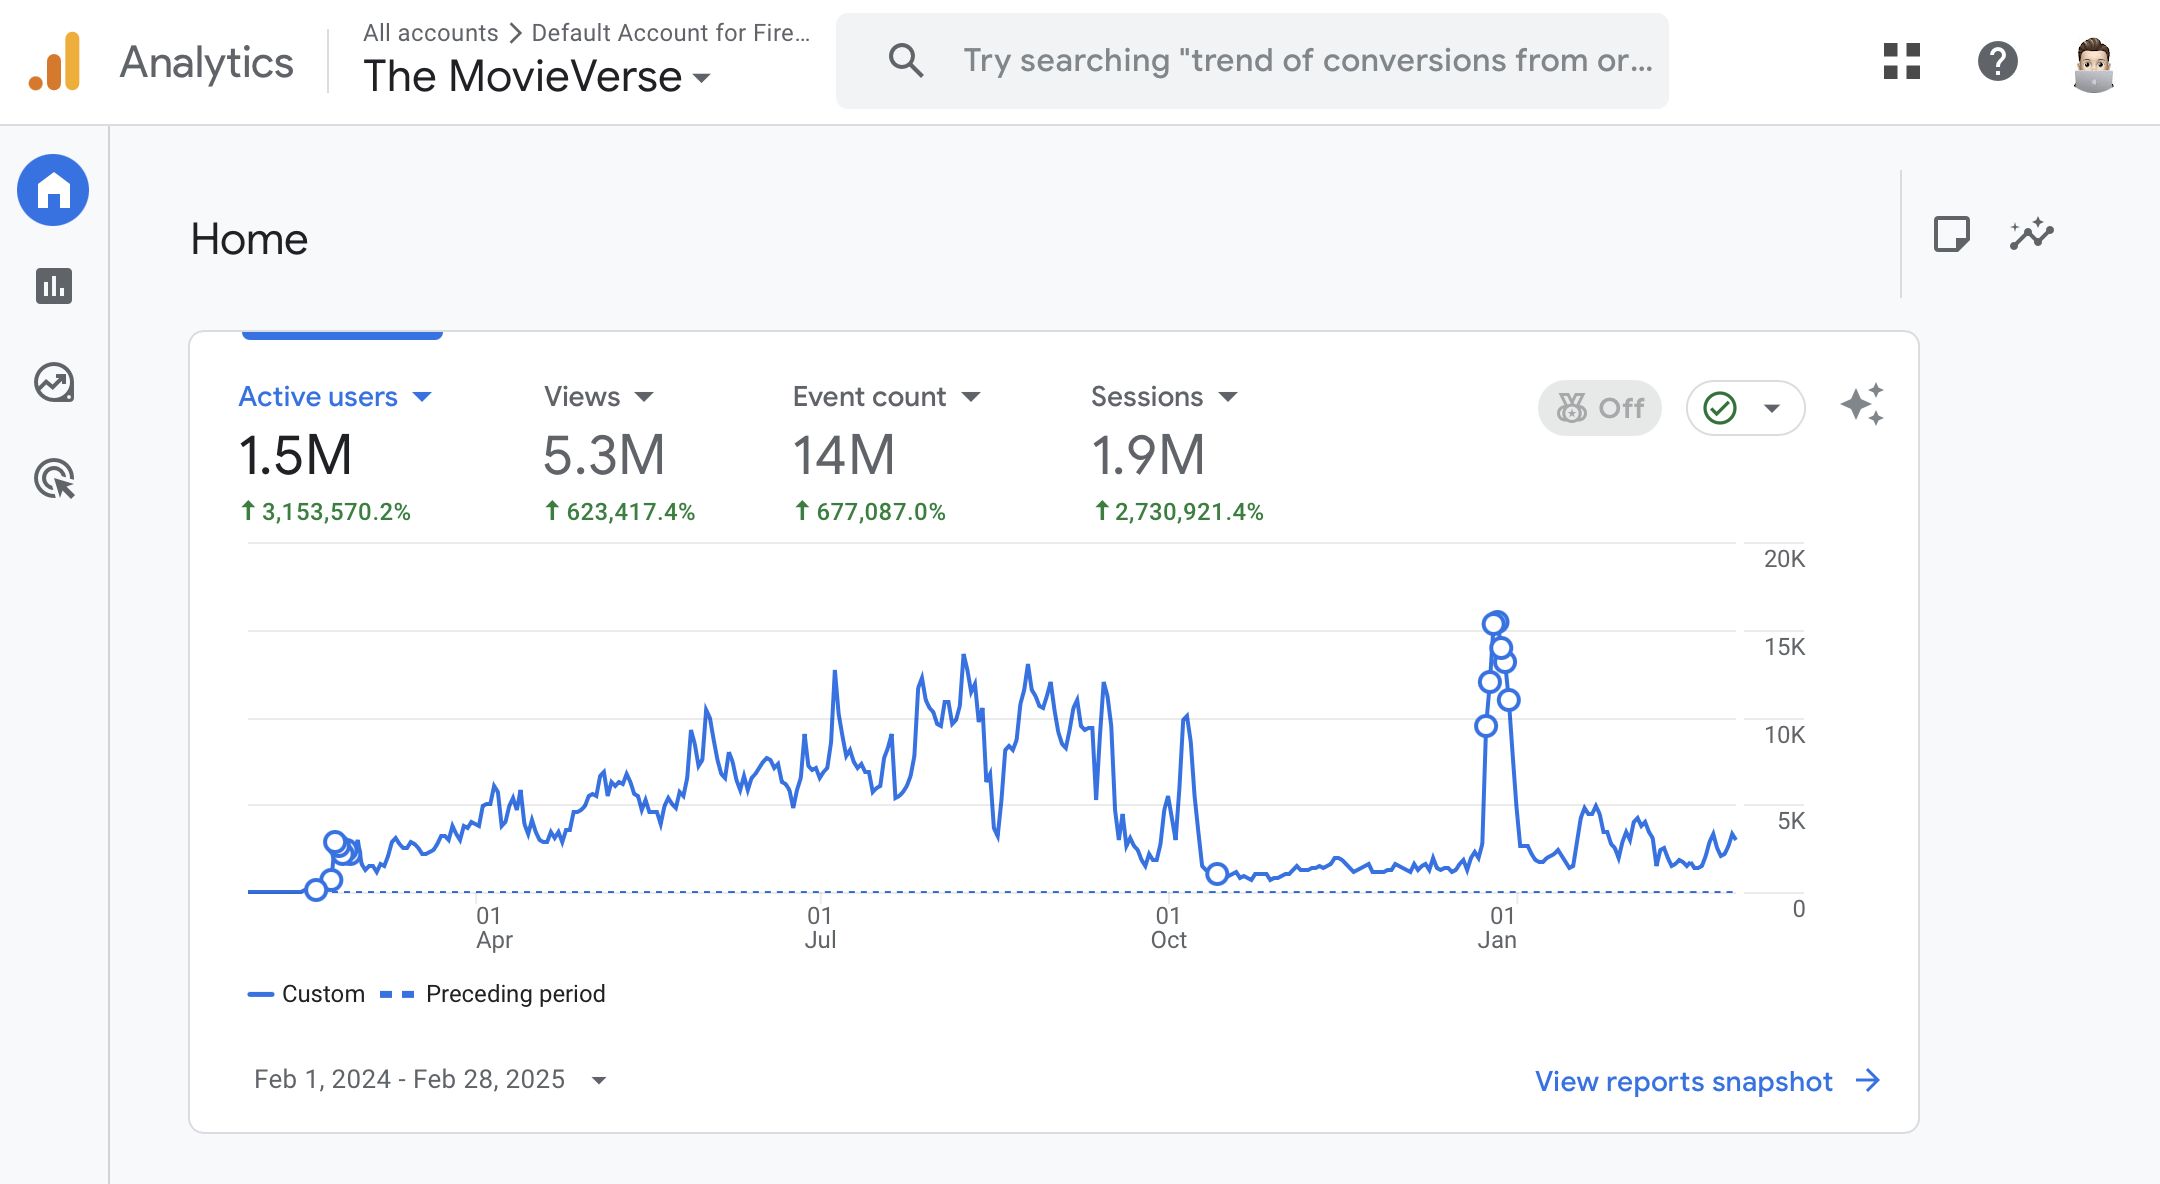 Analytics
All accounts > Default Account for Fire...
The MovieVerse
Try searching "trend of conversions from or...
Home
Active users
1.5M
3,153,570.2%
Views
5.3M
623,417.4%
Event count
14M
677,087.0%
Sessions
1.9M
2,730,921.4%
Off
20K
15K
10K
5K
0
01 Apr
01 Jul
01 Oct
01 Jan
Custom
Preceding period
Feb 1, 2024 - Feb 28, 2025
View reports snapshot